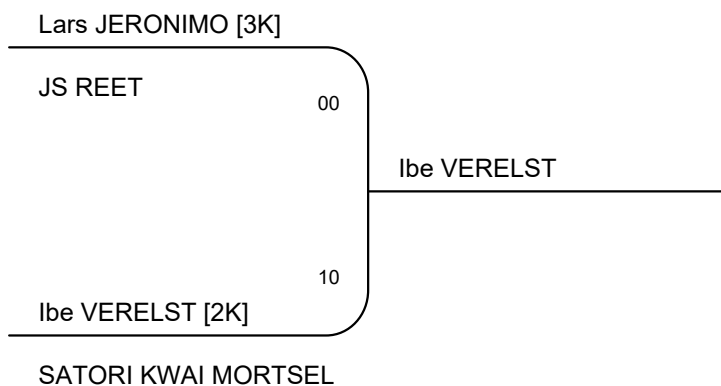 Lars JERONIMO [3K]
JS REET
00
Ibe VERELST
10
Ibe VERELST [2K]
SATORI KWAI MORTSEL